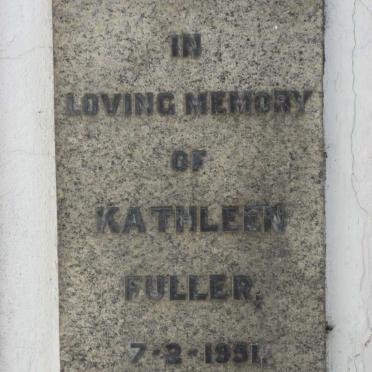 IN
LOVING MEMORY
OF
KATHLEEN
FULLER.
7-2-1951.